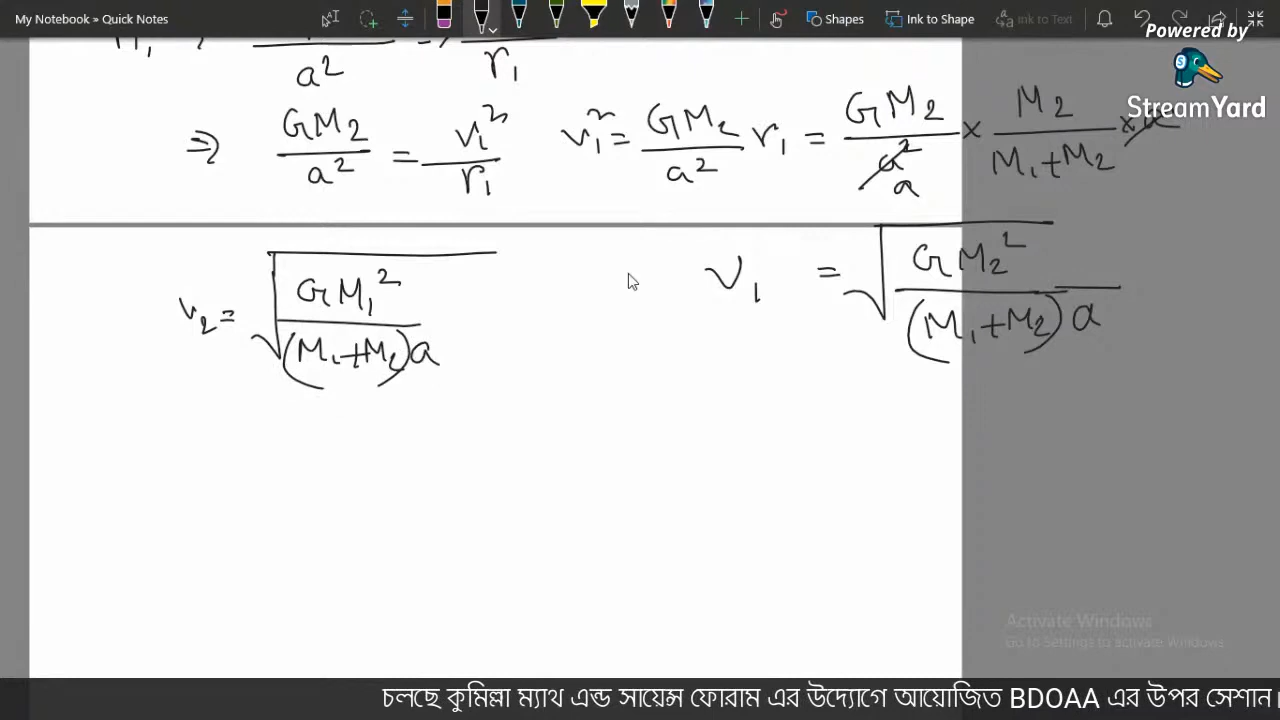 My Notebook » Quick Notes
Shapes
Ink to Shape
Ink to Text
Powered by
StreamYard
a²
r₁
⇒ GM₂/a² = v₁²/r₁
v₁² = GM₂/a² r₁ = GM₂/a² × M₂/(M₁+M₂) × a
a
v₂ = √(GM₁²/(M₁+M₂)a)
v₁ = √(GM₂²/(M₁+M₂)a)
Activate Windows
Go to Settings to activate Windows.
চলছে কুমিল্লা ম্যাথ এন্ড সায়েন্স ফোরাম এর উদ্যোগে আয়োজিত BDOAA এর উপর সেশান